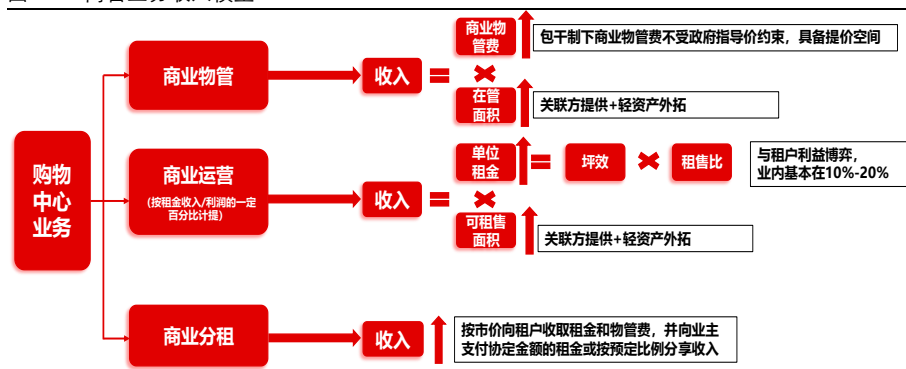 购物
中心
业务
商业物管
收入
商业物
管费
包干制下商业物管费不受政府指导价约束，具备提价空间
在管
面积
关联方提供+轻资产外拓
商业运营
(按租金收入/利润的一定
百分比计提)
收入
单位
租金
坪效
租售比
与租户利益博弈，
业内基本在10%-20%
可租售
面积
关联方提供+轻资产外拓
商业分租
收入
按市价向租户收取租金和物管费，并向业主
支付协定金额的租金或按预定比例分享收入